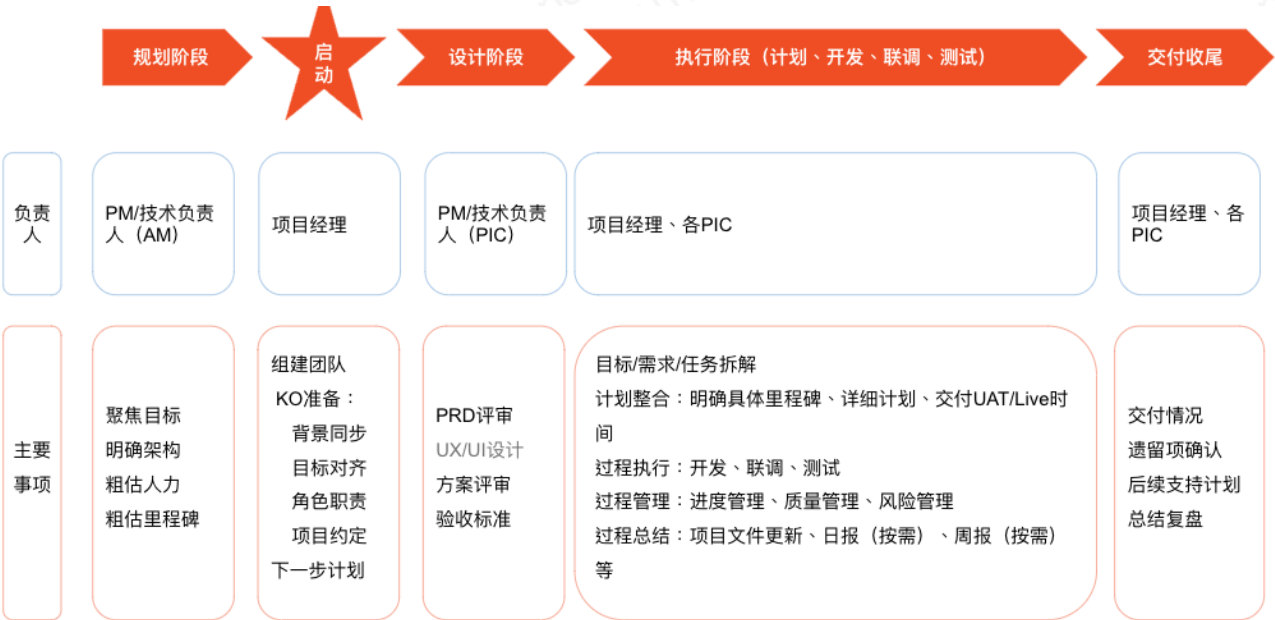 规划阶段
启
动
设计阶段
执行阶段（计划、开发、联调、测试）
交付收尾
负责
人
PM/技术负责
人（AM）
项目经理
PM/技术负责
人（PIC）
项目经理、各PIC
项目经理、各
PIC
主要
事项
聚焦目标
明确架构
粗估人力
粗估里程碑
组建团队
KO准备：
背景同步
目标对齐
角色职责
项目约定
下一步计划
PRD评审
UX/UI设计
方案评审
验收标准
目标/需求/任务拆解
计划整合：明确具体里程碑、详细计划、交付UAT/Live时
间
过程执行：开发、联调、测试
过程管理：进度管理、质量管理、风险管理
过程总结：项目文件更新、日报（按需）、周报（按需）
等
交付情况
遗留项确认
后续支持计划
总结复盘